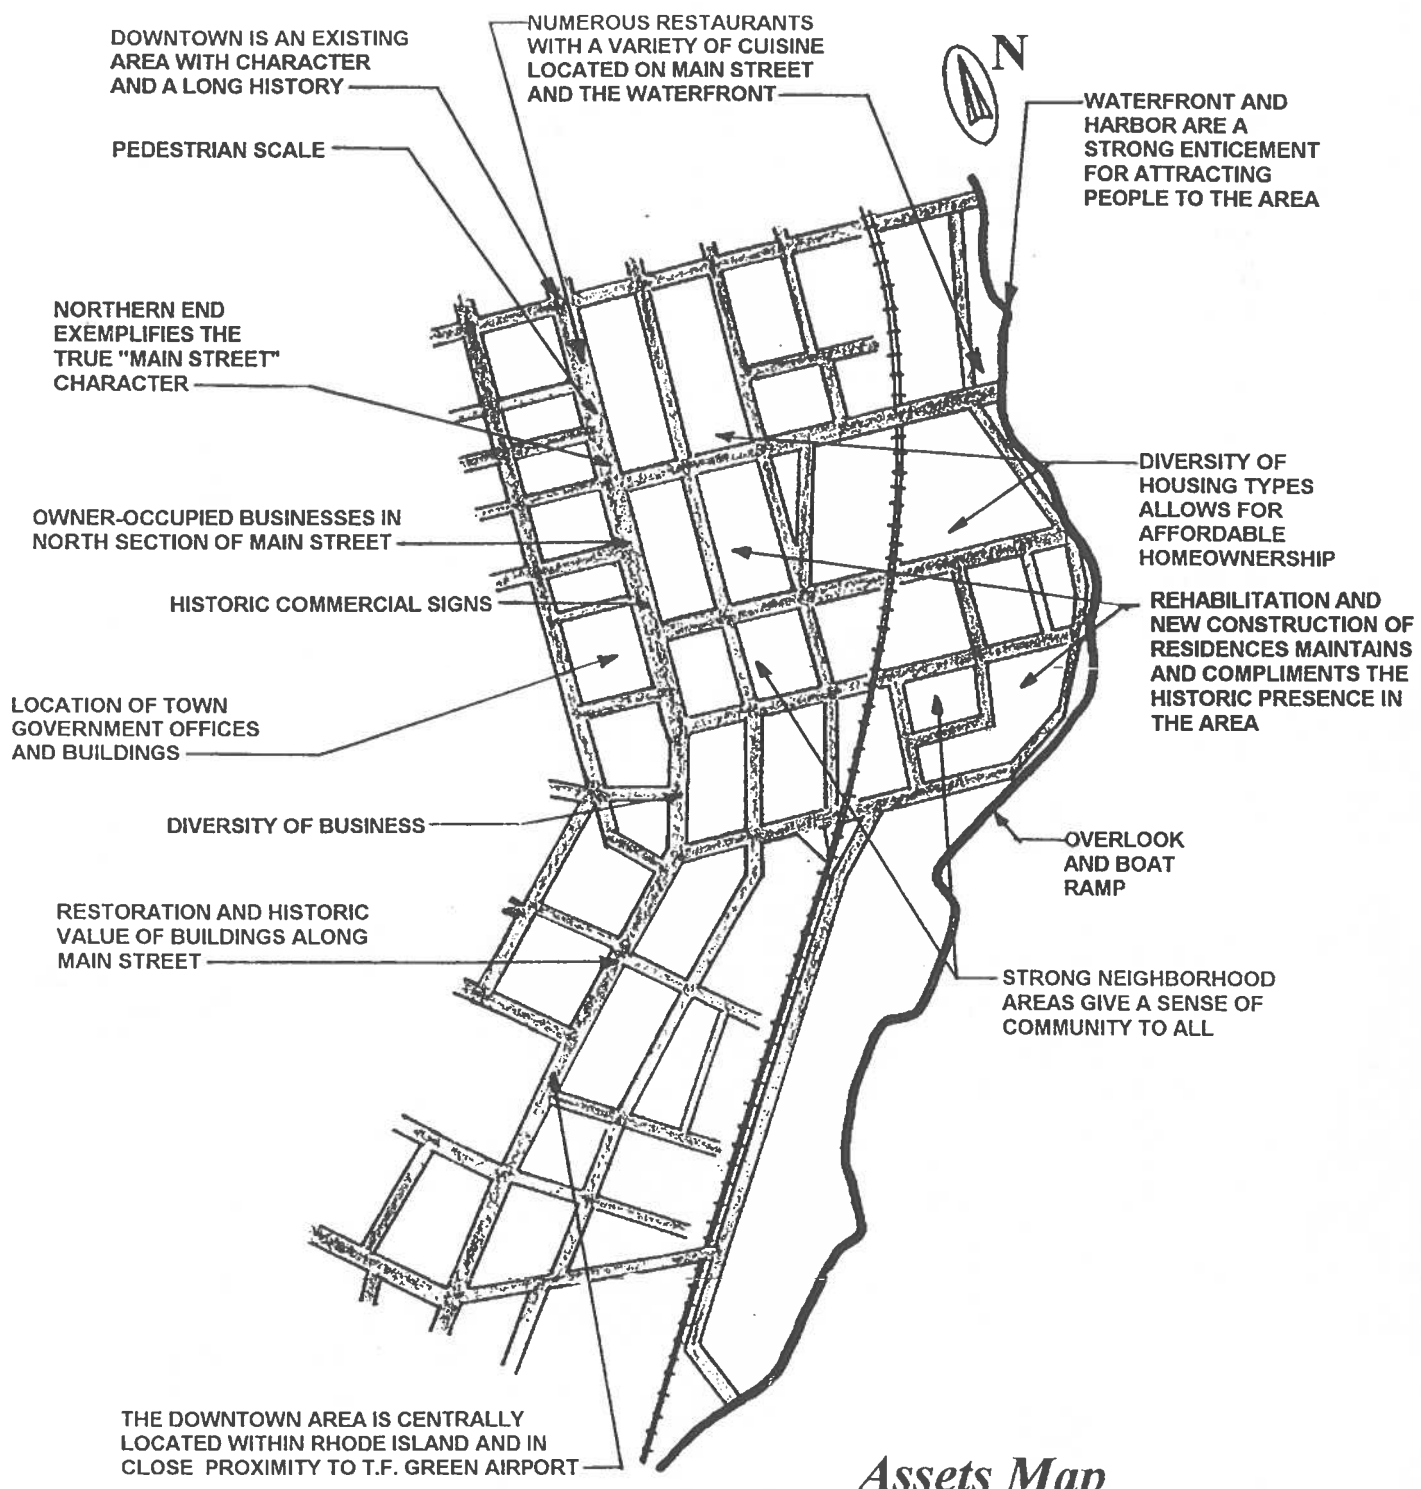 DOWNTOWN IS AN EXISTING
AREA WITH CHARACTER
AND A LONG HISTORY
NUMEROUS RESTAURANTS
WITH A VARIETY OF CUISINE
LOCATED ON MAIN STREET
AND THE WATERFRONT
N
WATERFRONT AND
HARBOR ARE A
STRONG ENTICEMENT
FOR ATTRACTING
PEOPLE TO THE AREA
PEDESTRIAN SCALE
NORTHERN END
EXEMPLIFIES THE
TRUE "MAIN STREET"
CHARACTER
DIVERSITY OF
HOUSING TYPES
ALLOWS FOR
AFFORDABLE
HOMEOWNERSHIP
OWNER-OCCUPIED BUSINESSES IN
NORTH SECTION OF MAIN STREET
HISTORIC COMMERCIAL SIGNS
REHABILITATION AND
NEW CONSTRUCTION OF
RESIDENCES MAINTAINS
AND COMPLIMENTS THE
HISTORIC PRESENCE IN
THE AREA
LOCATION OF TOWN
GOVERNMENT OFFICES
AND BUILDINGS
DIVERSITY OF BUSINESS
OVERLOOK
AND BOAT
RAMP
RESTORATION AND HISTORIC
VALUE OF BUILDINGS ALONG
MAIN STREET
STRONG NEIGHBORHOOD
AREAS GIVE A SENSE OF
COMMUNITY TO ALL
THE DOWNTOWN AREA IS CENTRALLY
LOCATED WITHIN RHODE ISLAND AND IN
CLOSE PROXIMITY TO T.F. GREEN AIRPORT
Assets Map